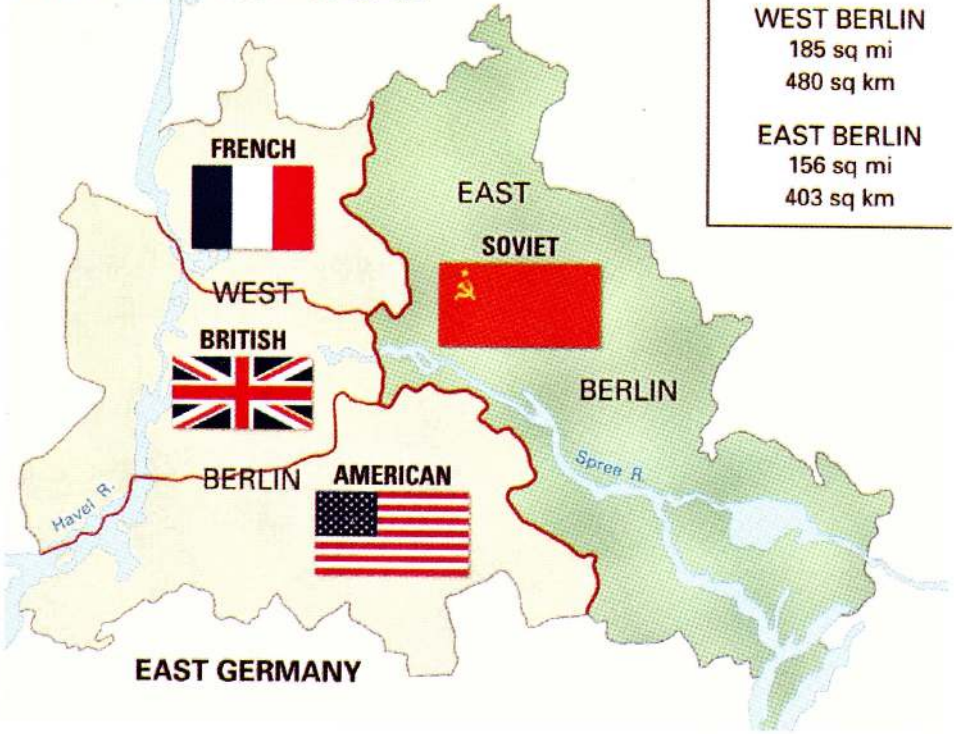 WEST BERLIN
185 sq mi
480 sq km
EAST BERLIN
156 sq mi
403 sq km
FRENCH
EAST
SOVIET
WEST
BRITISH
BERLIN
BERLIN
AMERICAN
Spree R.
Havel R.
EAST GERMANY